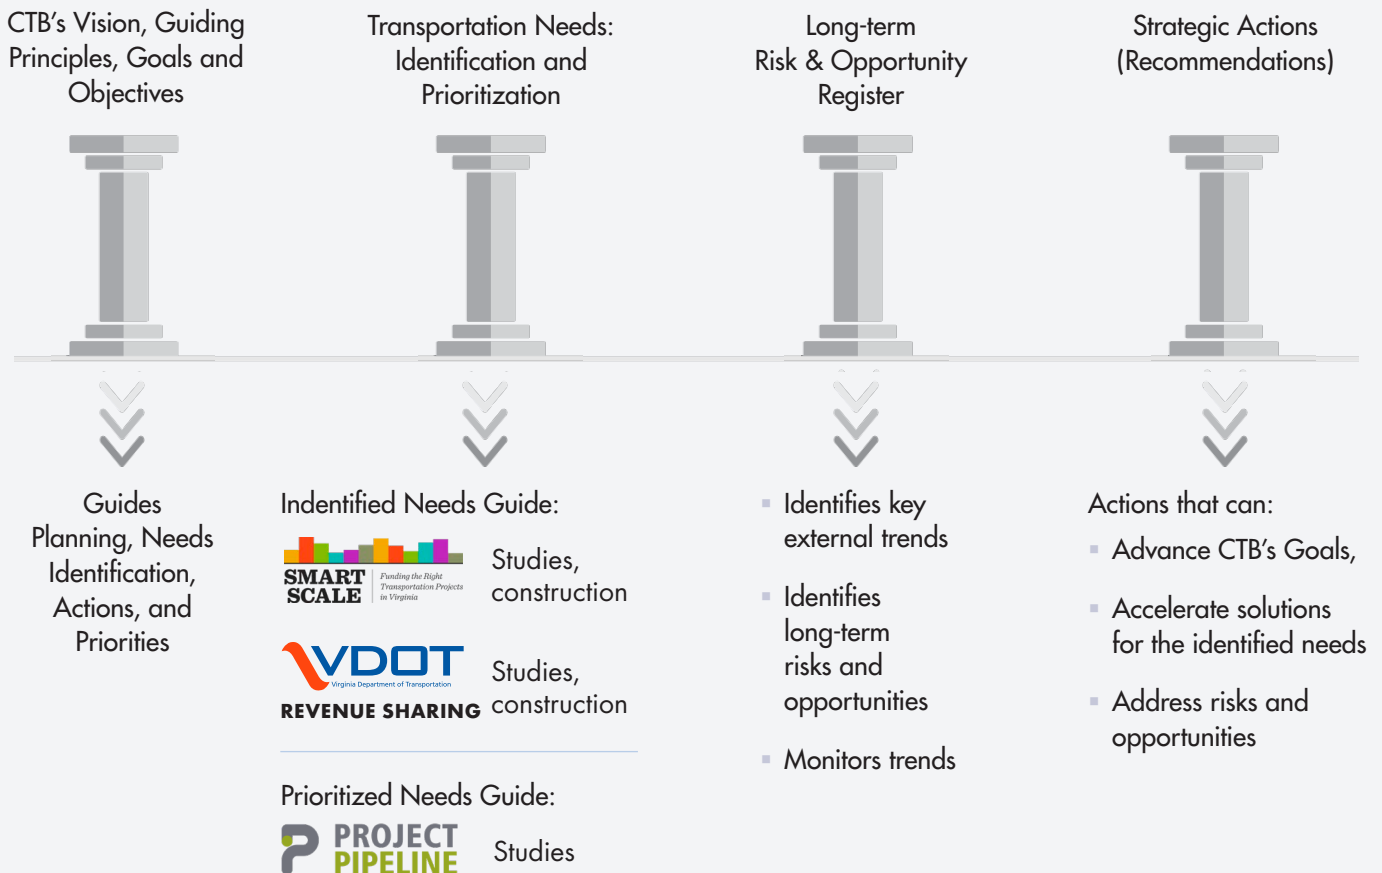 CTB's Vision, Guiding
Principles, Goals and
Objectives
Transportation Needs:
Identification and
Prioritization
Long-term
Risk & Opportunity
Register
Strategic Actions
(Recommendations)
Guides
Planning, Needs
Identification,
Actions, and
Priorities
Indentified Needs Guide:
SMART
SCALE
Funding the Right
Transportation Projects
in Virginia
Studies,
construction
VDOT
Virginia Department of Transportation
REVENUE SHARING
Studies,
construction
Prioritized Needs Guide:
PROJECT
PIPELINE
Studies
Identifies key
external trends
Identifies
long-term
risks and
opportunities
Monitors trends
Actions that can:
Advance CTB's Goals,
Accelerate solutions
for the identified needs
Address risks and
opportunities